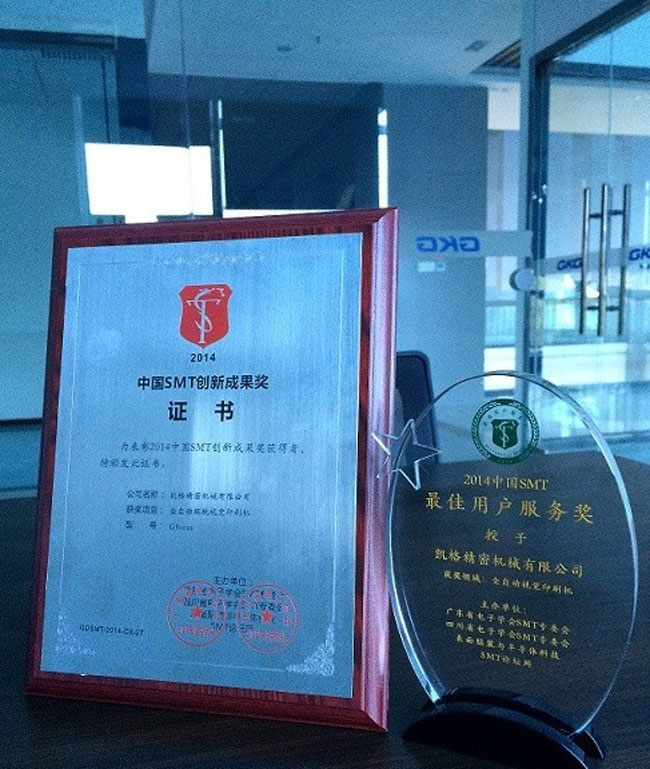 GKG
GKG
2014
中国SMT创新成果奖
证 书
为表彰2014中国SMT创新成果奖获得者，
特颁发此证书。
公司名称： 凯格精密机械有限公司
获奖项目： 全自动视觉印刷机
型 号：
主办单位
GDSMT-2014-CX-27
2014中国SMT
最佳用户服务奖
授 予
凯格精密机械有限公司
获奖领域：全自动视觉印刷机
主办单位：
广东省电子学会SMT专委会
四川省电子学会SMT专委会
表面贴装与半导体科技
SMT论坛网